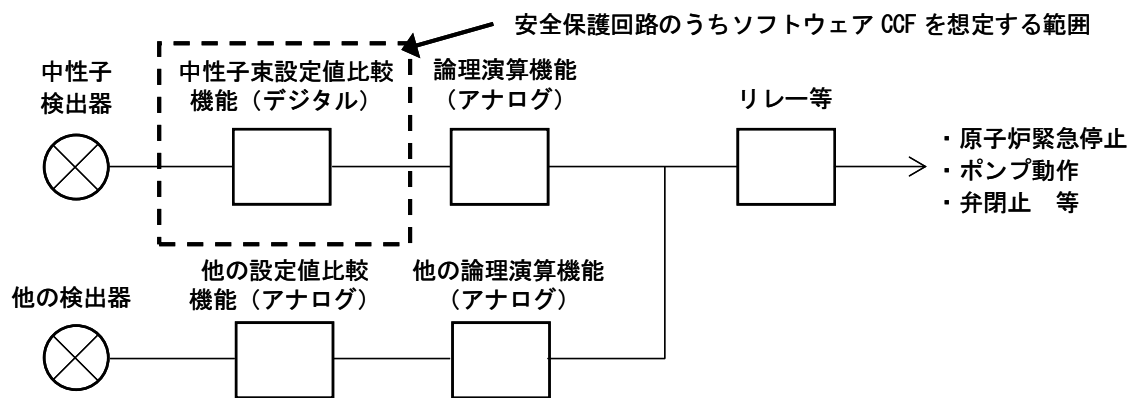 安全保護回路のうちソフトウェア CCF を想定する範囲
中性子
検出器
中性子束設定値比較
機能（デジタル）
論理演算機能
（アナログ）
リレー等
・原子炉緊急停止
・ポンプ動作
・弁閉止　等
他の検出器
他の設定値比較
機能（アナログ）
他の論理演算機能
（アナログ）